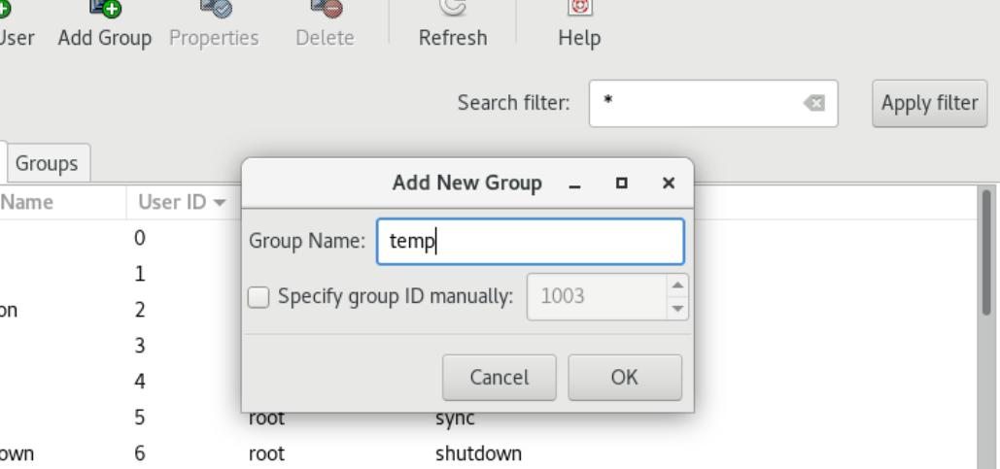 User Add Group Properties Delete Refresh Help
Search filter: * Apply filter
Groups
Name User ID
Add New Group
Group Name: temp
Specify group ID manually: 1003
Cancel OK
0
1
on 2
3
4
5 root sync
own 6 root shutdown